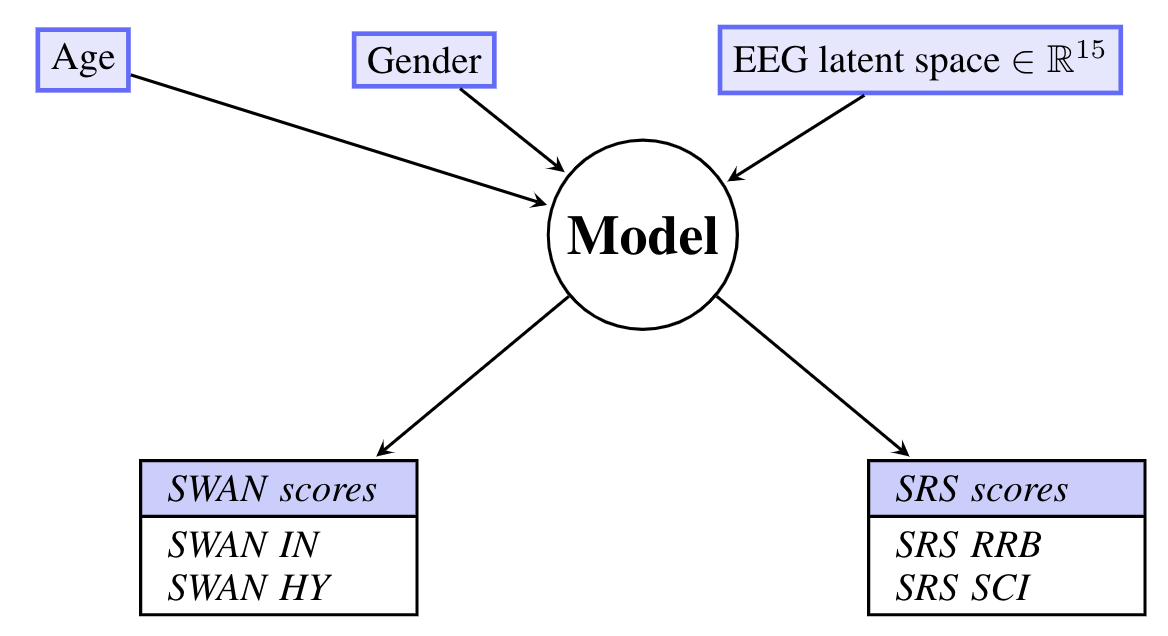 Age
Gender
EEG latent space ∈ ℝ¹⁵
Model
SWAN scores
SWAN IN
SWAN HY
SRS scores
SRS RRB
SRS SCI